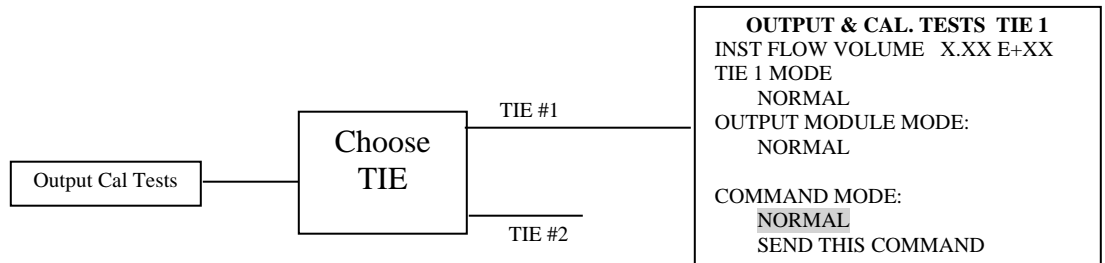 Output Cal Tests
Choose
TIE
TIE #1
TIE #2
OUTPUT & CAL. TESTS TIE 1
INST FLOW VOLUME X.XX E+XX
TIE 1 MODE
NORMAL
OUTPUT MODULE MODE:
NORMAL
COMMAND MODE:
NORMAL
SEND THIS COMMAND